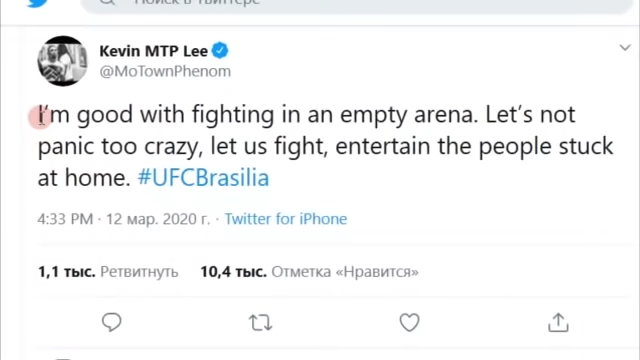 Поиск в Твиттере
Kevin MTP Lee
@MoTownPhenom
I'm good with fighting in an empty arena. Let's not
panic too crazy, let us fight, entertain the people stuck
at home. #UFCBrasilia
4:33 PM · 12 мар. 2020 г. · Twitter for iPhone
1,1 тыс. Ретвитнуть 10,4 тыс. Отметка «Нравится»